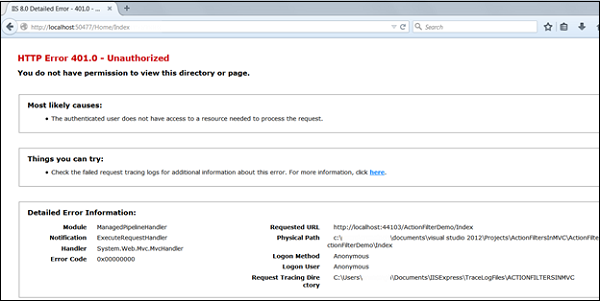 IIS 8.0 Detailed Error - 401.0 - ...
http://localhost:50477/Home/Index
Search
HTTP Error 401.0 - Unauthorized
You do not have permission to view this directory or page.
Most likely causes:
The authenticated user does not have access to a resource needed to process the request.
Things you can try:
Check the failed request tracing logs for additional information about this error. For more information, click here.
Detailed Error Information:
Module ManagedPipelineHandler
Notification ExecuteRequestHandler
Handler System.Web.Mvc.MvcHandler
Error Code 0x00000000
Requested URL http://localhost:44103/ActionFilterDemo/Index
Physical Path c:\ \documents\visual studio 2012\Projects\ActionFiltersInMVC\ActionFilte
ctionFilterDemo\Index
Logon Method Anonymous
Logon User Anonymous
Request Tracing Dire
ctory C:\Users\ i\Documents\IISExpress\TraceLogFiles\ACTIONFILTERSINMVC